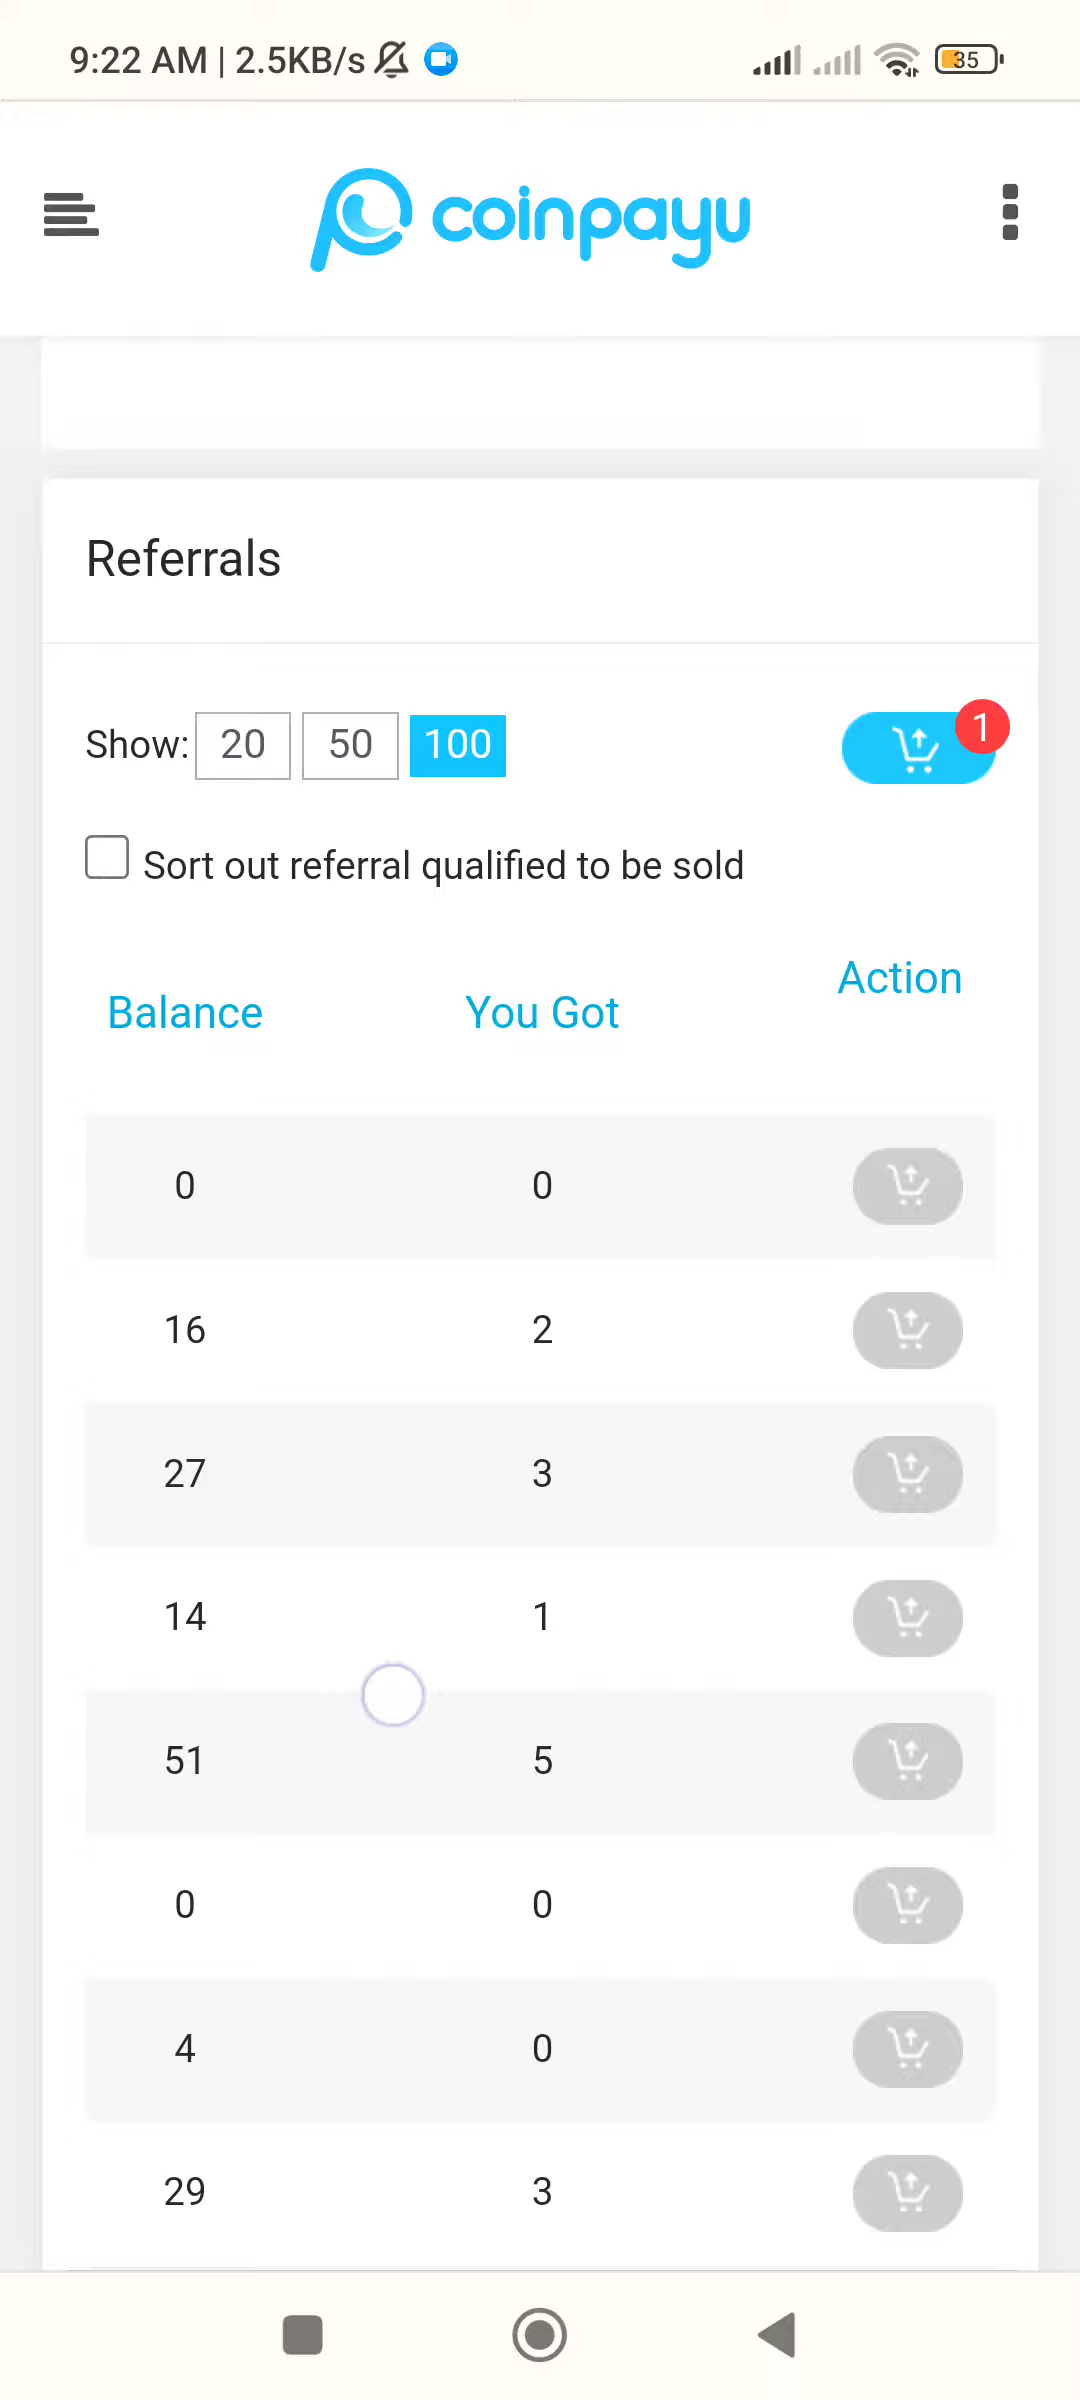 9:22 AM | 2.5KB/s 35
coinpayu
Referrals
Show: 20 50 100 1
Sort out referral qualified to be sold
Balance You Got Action
0 0
16 2
27 3
14 1
51 5
0 0
4 0
29 3